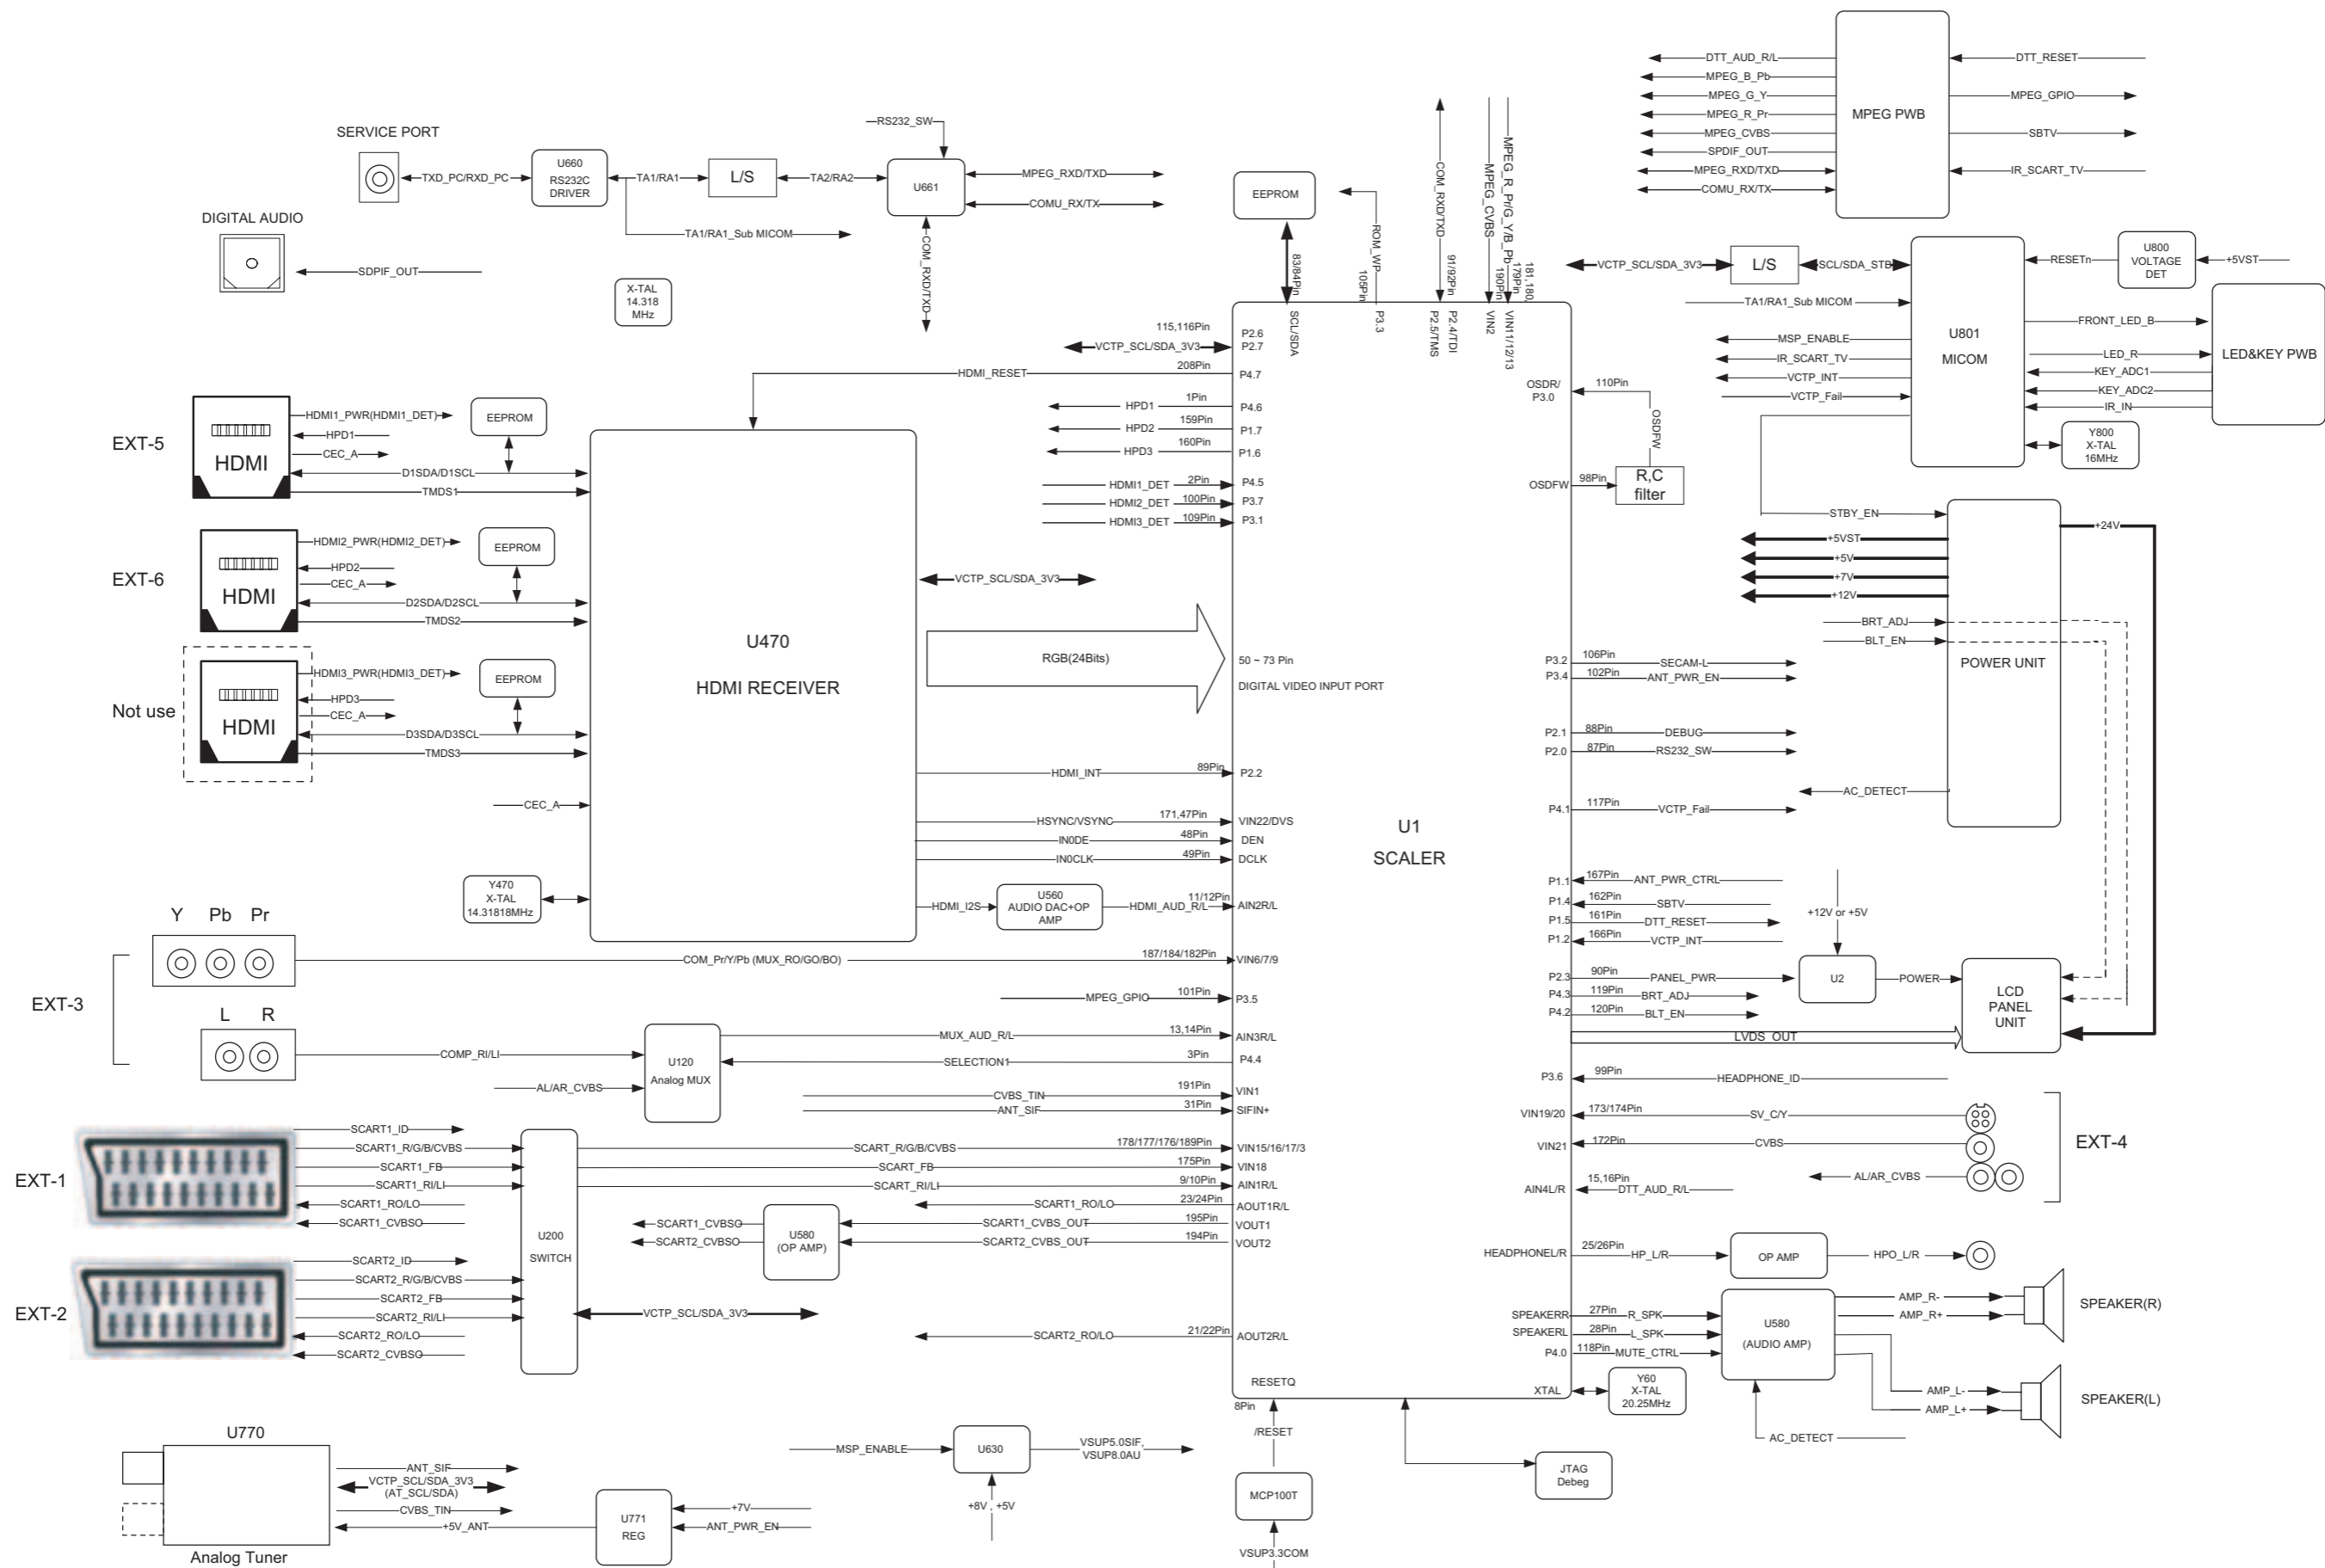 SERVICE PORT
TXD_PC/RXD_PC
U660
RS232C
DRIVER
TA1/RA1
L/S
TA2/RA2
RS232_SW
U661
MPEG_RXD/TXD
COMU_RX/TX
COM_RXD/TXD
TA1/RA1_Sub MICOM
DIGITAL AUDIO
SDPIF_OUT
X-TAL
14.318
MHz
EEPROM
83/84Pin
SCL/SDA
ROM_WP
105Pin
P3.3
COM_RXD/TXD
91/92Pin
P2.5/TMS
P2.4/TDI
MPEG_CVBS
190Pin
VIN2
MPEG_R_Pr/G_Y/B_Pb
181,180,
179Pin
VIN11/12/13
DTT_AUD_R/L
MPEG_B_Pb
MPEG_G_Y
MPEG_R_Pr
MPEG_CVBS
SPDIF_OUT
MPEG_RXD/TXD
COMU_RX/TX
MPEG PWB
DTT_RESET
MPEG_GPIO
SBTV
IR_SCART_TV
VCTP_SCL/SDA_3V3
L/S
SCL/SDA_STB
TA1/RA1_Sub MICOM
MSP_ENABLE
IR_SCART_TV
VCTP_INT
VCTP_Fail
U801
MICOM
RESETn
U800
VOLTAGE
DET
+5VST
FRONT_LED_B
LED_R
KEY_ADC1
KEY_ADC2
IR_IN
LED&KEY PWB
Y800
X-TAL
16MHz
115,116Pin
VCTP_SCL/SDA_3V3
P2.6
P2.7
HDMI_RESET
208Pin
P4.7
HPD1
1Pin
P4.6
HPD2
159Pin
P1.7
HPD3
160Pin
P1.6
HDMI1_DET
2Pin
P4.5
HDMI2_DET
100Pin
P3.7
HDMI3_DET
109Pin
P3.1
OSDR/
P3.0
110Pin
OSDFW
OSDFW
98Pin
R,C
filter
EXT-5
HDMI
HDMI1_PWR(HDMI1_DET)
HPD1
CEC_A
D1SDA/D1SCL
TMDS1
EEPROM
EXT-6
HDMI
HDMI2_PWR(HDMI2_DET)
HPD2
CEC_A
D2SDA/D2SCL
TMDS2
EEPROM
Not use
HDMI
HDMI3_PWR(HDMI3_DET)
HPD3
CEC_A
D3SDA/D3SCL
TMDS3
EEPROM
CEC_A
U470
HDMI RECEIVER
VCTP_SCL/SDA_3V3
RGB(24Bits)
50 ~ 73 Pin
DIGITAL VIDEO INPUT PORT
HDMI_INT
89Pin
P2.2
HSYNC/VSYNC
171,47Pin
VIN22/DVS
IN0DE
48Pin
DEN
IN0CLK
49Pin
DCLK
HDMI_I2S
U560
AUDIO DAC+OP
AMP
HDMI_AUD_R/L
11/12Pin
AIN2R/L
Y470
X-TAL
14.31818MHz
U1
SCALER
STBY_EN
+24V
+5VST
+5V
+7V
+12V
BRT_ADJ
BLT_EN
POWER UNIT
AC_DETECT
P3.2
106Pin
SECAM-L
P3.4
102Pin
ANT_PWR_EN
P2.1
88Pin
DEBUG
P2.0
87Pin
RS232_SW
P4.1
117Pin
VCTP_Fail
P1.1
167Pin
ANT_PWR_CTRL
P1.4
162Pin
SBTV
P1.5
161Pin
DTT_RESET
P1.2
166Pin
VCTP_INT
+12V or +5V
P2.3
90Pin
PANEL_PWR
U2
POWER
LCD
PANEL
UNIT
P4.3
119Pin
BRT_ADJ
P4.2
120Pin
BLT_EN
LVDS_OUT
P3.6
99Pin
HEADPHONE_ID
VIN19/20
173/174Pin
SV_C/Y
VIN21
172Pin
CVBS
AL/AR_CVBS
EXT-4
AIN4L/R
15,16Pin
DTT_AUD_R/L
HEADPHONEL/R
25/26Pin
HP_L/R
OP AMP
HPO_L/R
SPEAKERR
27Pin
R_SPK
SPEAKERL
28Pin
L_SPK
P4.0
118Pin
MUTE_CTRL
U580
(AUDIO AMP)
AMP_R-
AMP_R+
SPEAKER(R)
AMP_L-
AMP_L+
SPEAKER(L)
AC_DETECT
XTAL
Y60
X-TAL
20.25MHz
JTAG
Debeg
Y Pb Pr
EXT-3
L R
COM_Pr/Y/Pb (MUX_RO/GO/BO)
187/184/182Pin
VIN6/7/9
MPEG_GPIO
101Pin
P3.5
COMP_RI/LI
AL/AR_CVBS
U120
Analog MUX
MUX_AUD_R/L
13,14Pin
AIN3R/L
SELECTION1
3Pin
P4.4
CVBS_TIN
191Pin
VIN1
ANT_SIF
31Pin
SIFIN+
EXT-1
SCART1_ID
SCART1_R/G/B/CVBS
SCART1_FB
SCART1_RI/LI
SCART1_RO/LO
SCART1_CVBSO
EXT-2
SCART2_ID
SCART2_R/G/B/CVBS
SCART2_FB
SCART2_RI/LI
SCART2_RO/LO
SCART2_CVBSO
U200
SWITCH
SCART_R/G/B/CVBS
178/177/176/189Pin
VIN15/16/17/3
SCART_FB
175Pin
VIN18
SCART_RI/LI
9/10Pin
AIN1R/L
SCART1_RO/LO
23/24Pin
AOUT1R/L
SCART1_CVBSO
SCART2_CVBSO
U580
(OP AMP)
SCART1_CVBS_OUT
195Pin
VOUT1
SCART2_CVBS_OUT
194Pin
VOUT2
VCTP_SCL/SDA_3V3
SCART2_RO/LO
21/22Pin
AOUT2R/L
RESETQ
8Pin
/RESET
MCP100T
VSUP3.3COM
U770
Analog Tuner
ANT_SIF
VCTP_SCL/SDA_3V3
(AT_SCL/SDA)
CVBS_TIN
+5V_ANT
U771
REG
+7V
ANT_PWR_EN
MSP_ENABLE
U630
VSUP5.0SIF,
VSUP8.0AU
+8V , +5V